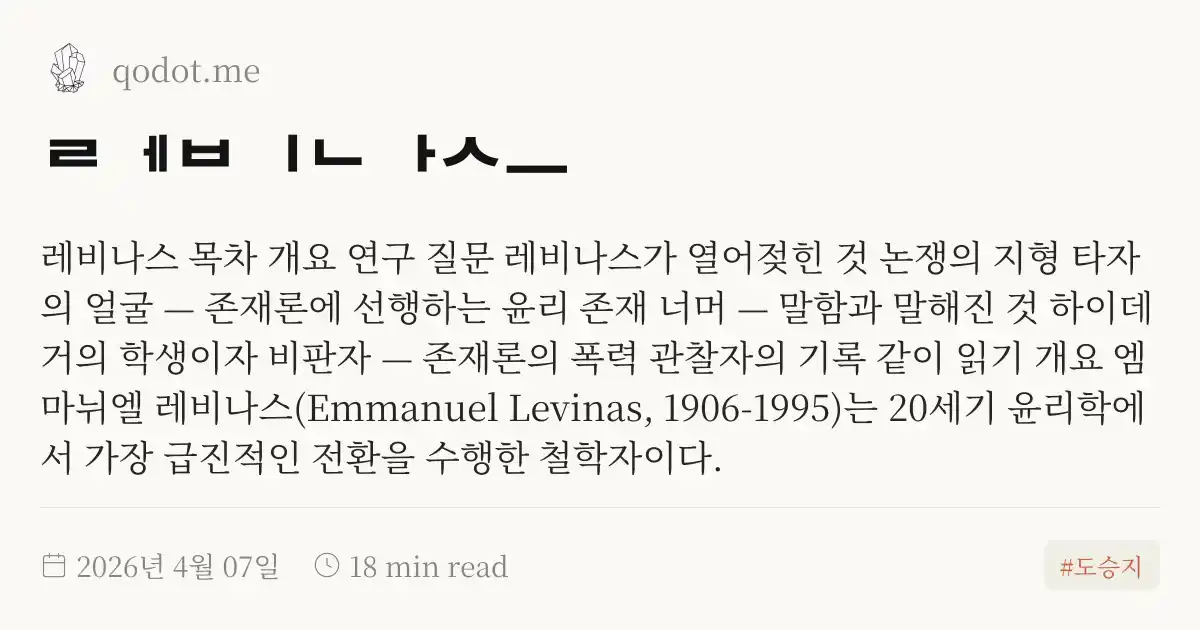 qodot.me
ㄹㅔㅂㅣㄴㅏㅅㅡ
레비나스 목차 개요 연구 질문 레비나스가 열어젖힌 것 논쟁의 지형 타자
의 얼굴 — 존재론에 선행하는 윤리 존재 너머 — 말함과 말해진 것 하이데
거의 학생이자 비판자 — 존재론의 폭력 관찰자의 기록 같이 읽기 개요 엠
마뉘엘 레비나스(Emmanuel Levinas, 1906-1995)는 20세기 윤리학에
서 가장 급진적인 전환을 수행한 철학자이다.
2026년 4월 07일 18 min read #도승지